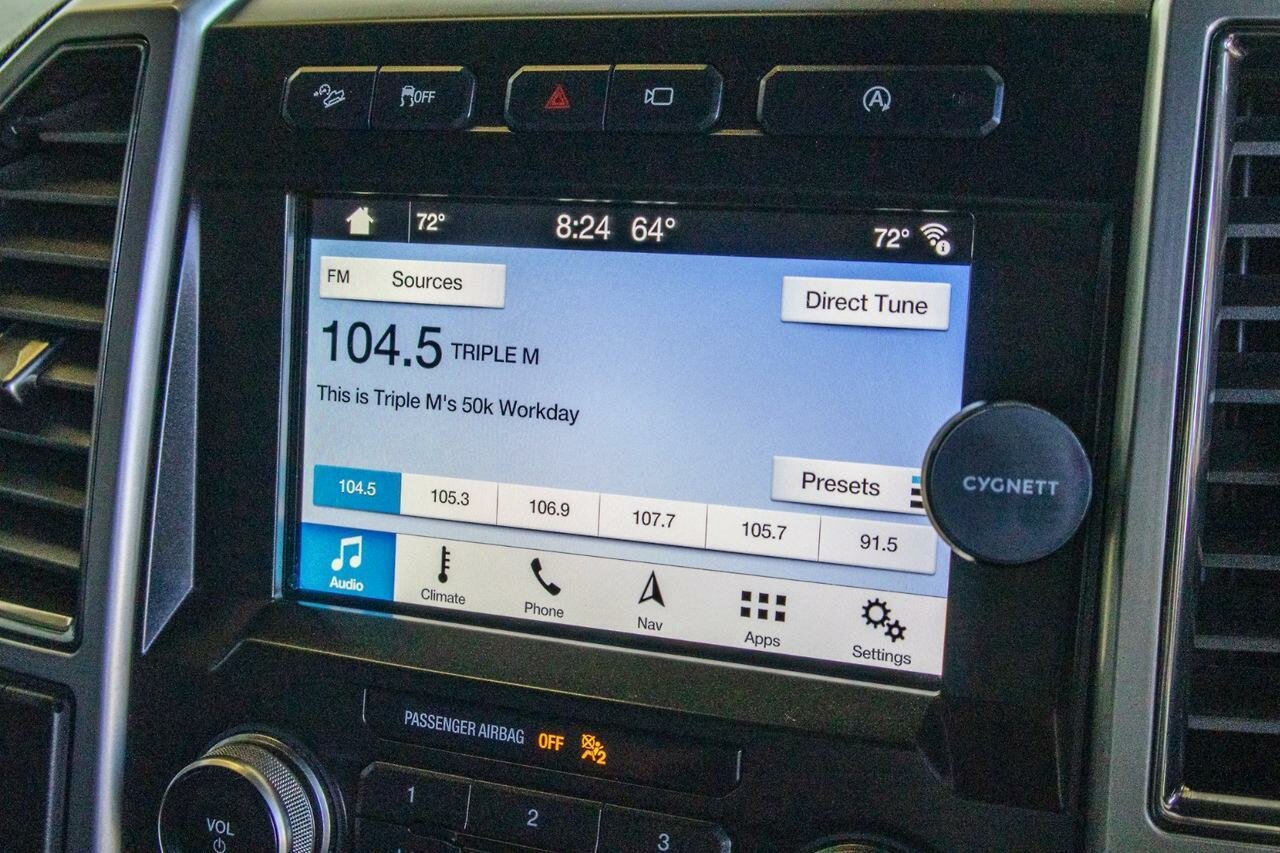 OFF
A
72° 8:24 64° 72°
FM Sources
Direct Tune
104.5 TRIPLE M
This is Triple M's 50k Workday
Presets
CYGNETT
104.5 105.3 106.9 107.7 105.7 91.5
Audio Climate Phone Nav Apps Settings
PASSENGER AIRBAG OFF 2
VOL
1 2 3